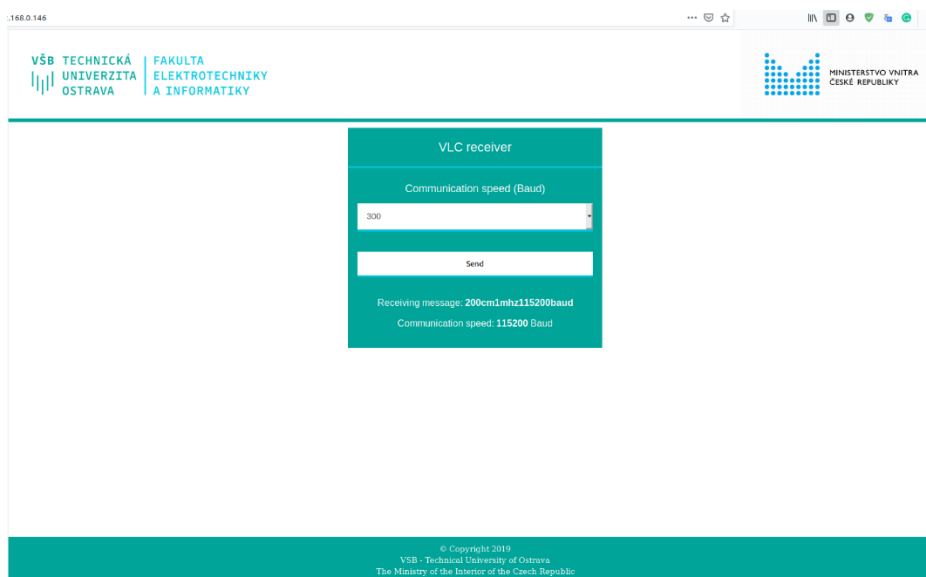 .168.0.146
VŠB TECHNICKÁ
UNIVERZITA
OSTRAVA
FAKULTA
ELEKTROTECHNIKY
A INFORMATIKY
MINISTERSTVO VNITRA
ČESKÉ REPUBLIKY
VLC receiver
Communication speed (Baud)
300
Send
Receiving message: 200cm1mhz115200baud
Communication speed: 115200 Baud
© Copyright 2019
VSB - Technical University of Ostrava
The Ministry of the Interior of the Czech Republic